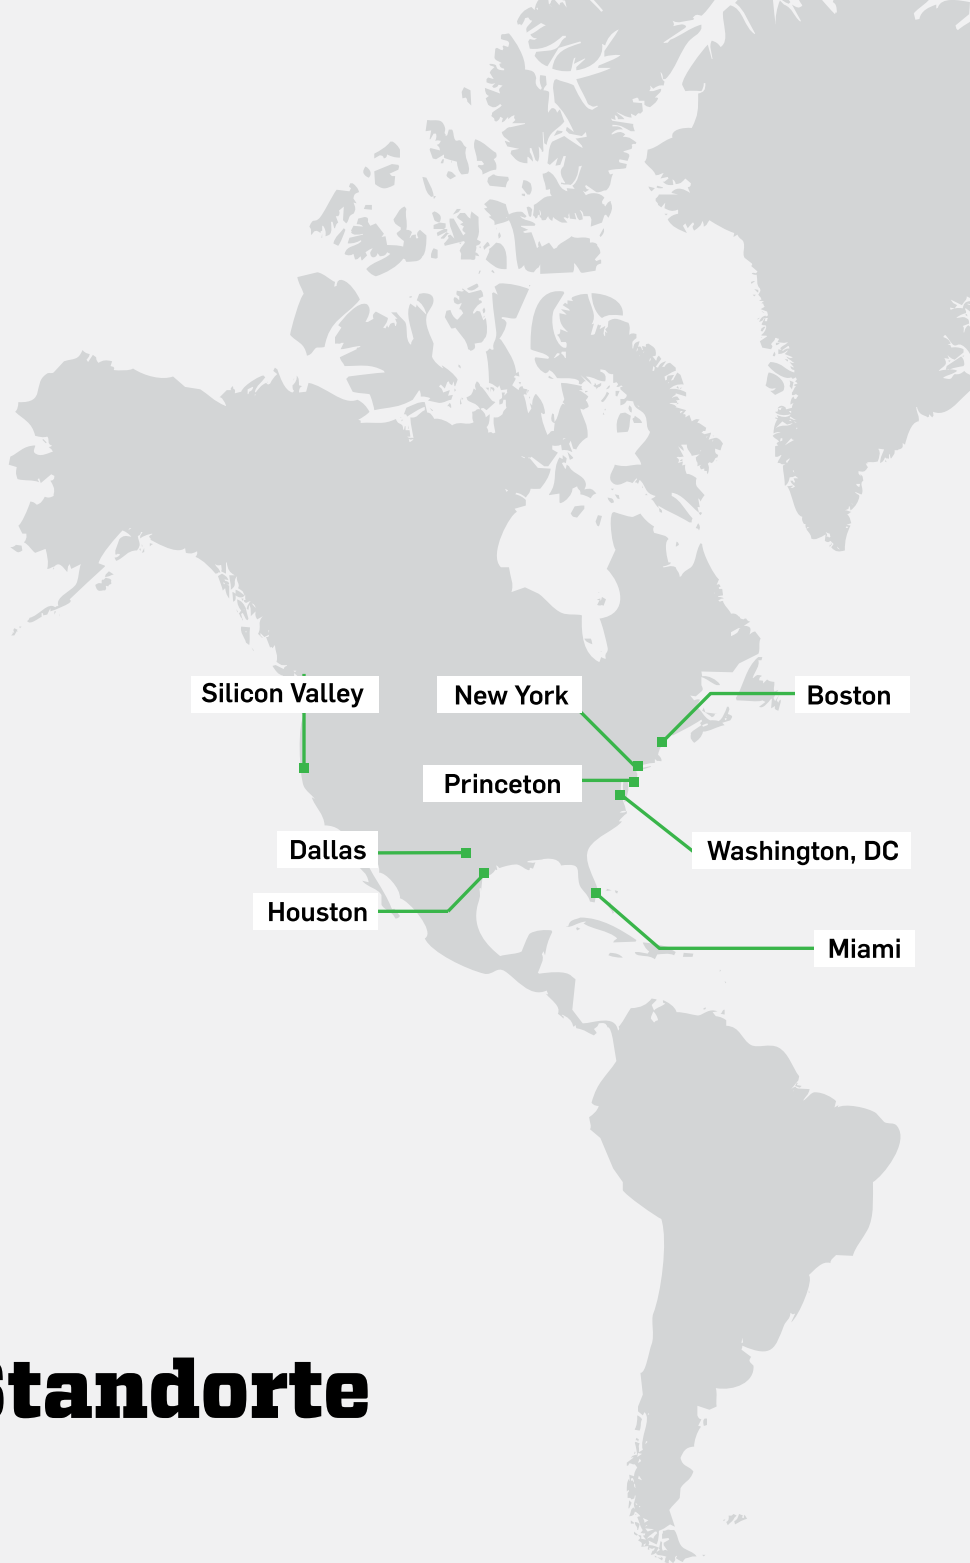 Silicon Valley
New York
Boston
Princeton
Dallas
Washington, DC
Houston
Miami
Standorte